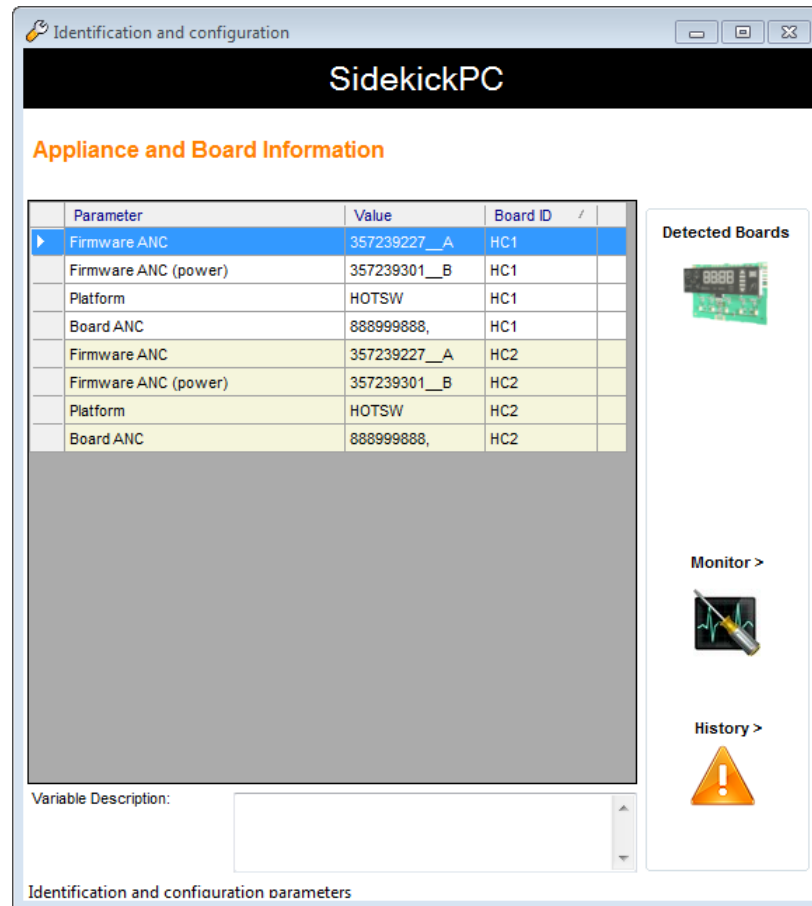 Identification and configuration
SidekickPC
Appliance and Board Information
Parameter Value Board ID
Firmware ANC 357239227__A HC1
Firmware ANC (power) 357239301__B HC1
Platform HOTSW HC1
Board ANC 888999888, HC1
Firmware ANC 357239227__A HC2
Firmware ANC (power) 357239301__B HC2
Platform HOTSW HC2
Board ANC 888999888, HC2
Detected Boards
8888
Monitor >
History >
Variable Description:
Identification and configuration parameters